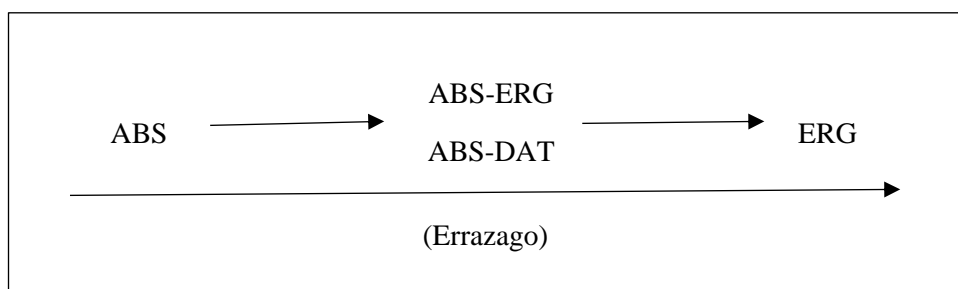 ABS-ERG
ABS
ERG
ABS-DAT
(Errazago)